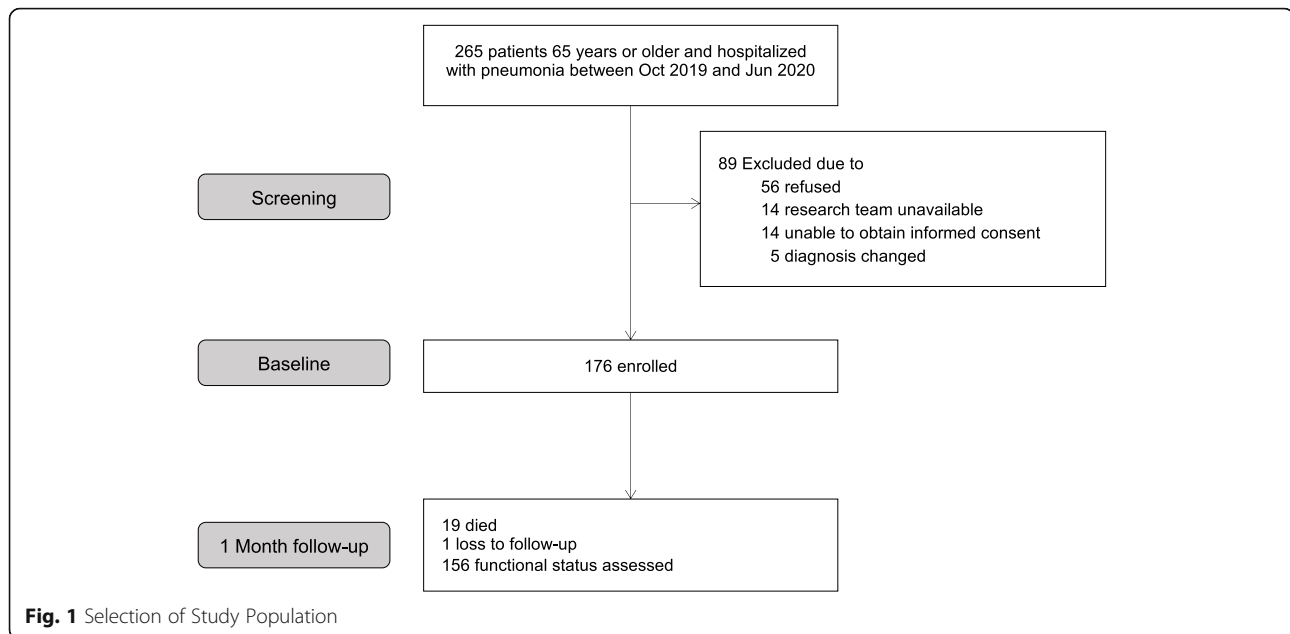 265 patients 65 years or older and hospitalized
with pneumonia between Oct 2019 and Jun 2020
Screening
89 Excluded due to
56 refused
14 research team unavailable
14 unable to obtain informed consent
5 diagnosis changed
Baseline
176 enrolled
1 Month follow-up
19 died
1 loss to follow-up
156 functional status assessed
Fig. 1 Selection of Study Population